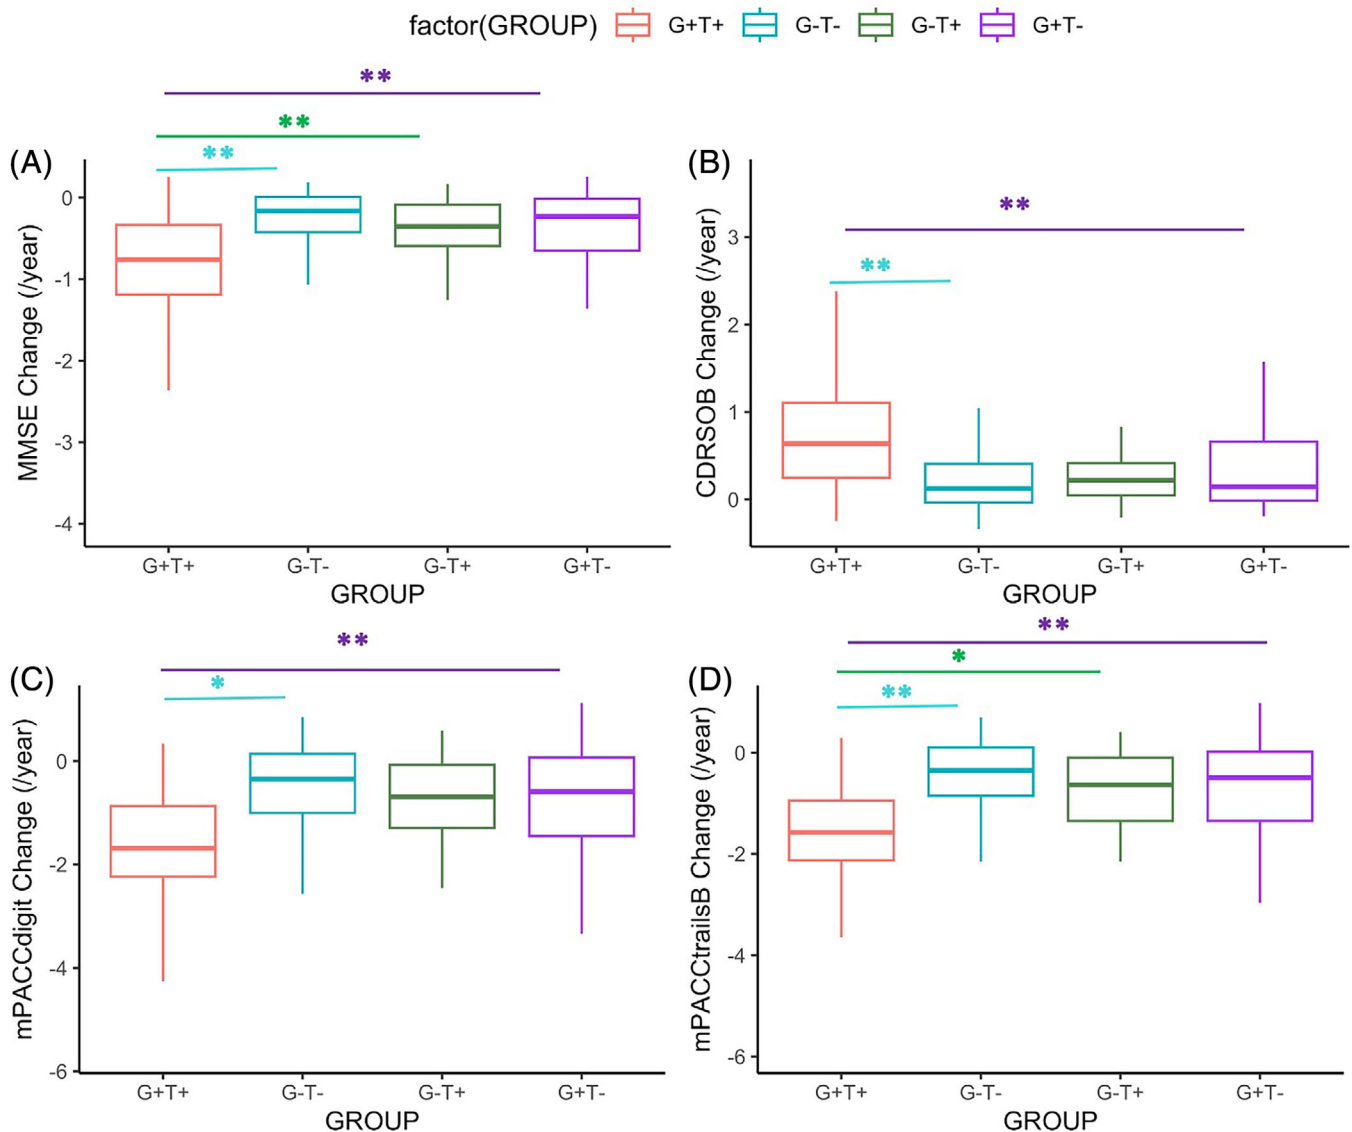 factor(GROUP) G+T+ G-T- G-T+ G+T-
(A)
**
**
**
MMSE Change (/year)
0
-1
-2
-3
-4
G+T+ G-T- G-T+ G+T-
GROUP
(B)
**
**
CDRSOB Change (/year)
3
2
1
0
G+T+ G-T- G-T+ G+T-
GROUP
(C)
**
*
mPACCdigit Change (/year)
0
-2
-4
-6
G+T+ G-T- G-T+ G+T-
GROUP
(D)
**
*
**
mPACCtrailsB Change (/year)
0
-2
-4
-6
G+T+ G-T- G-T+ G+T-
GROUP